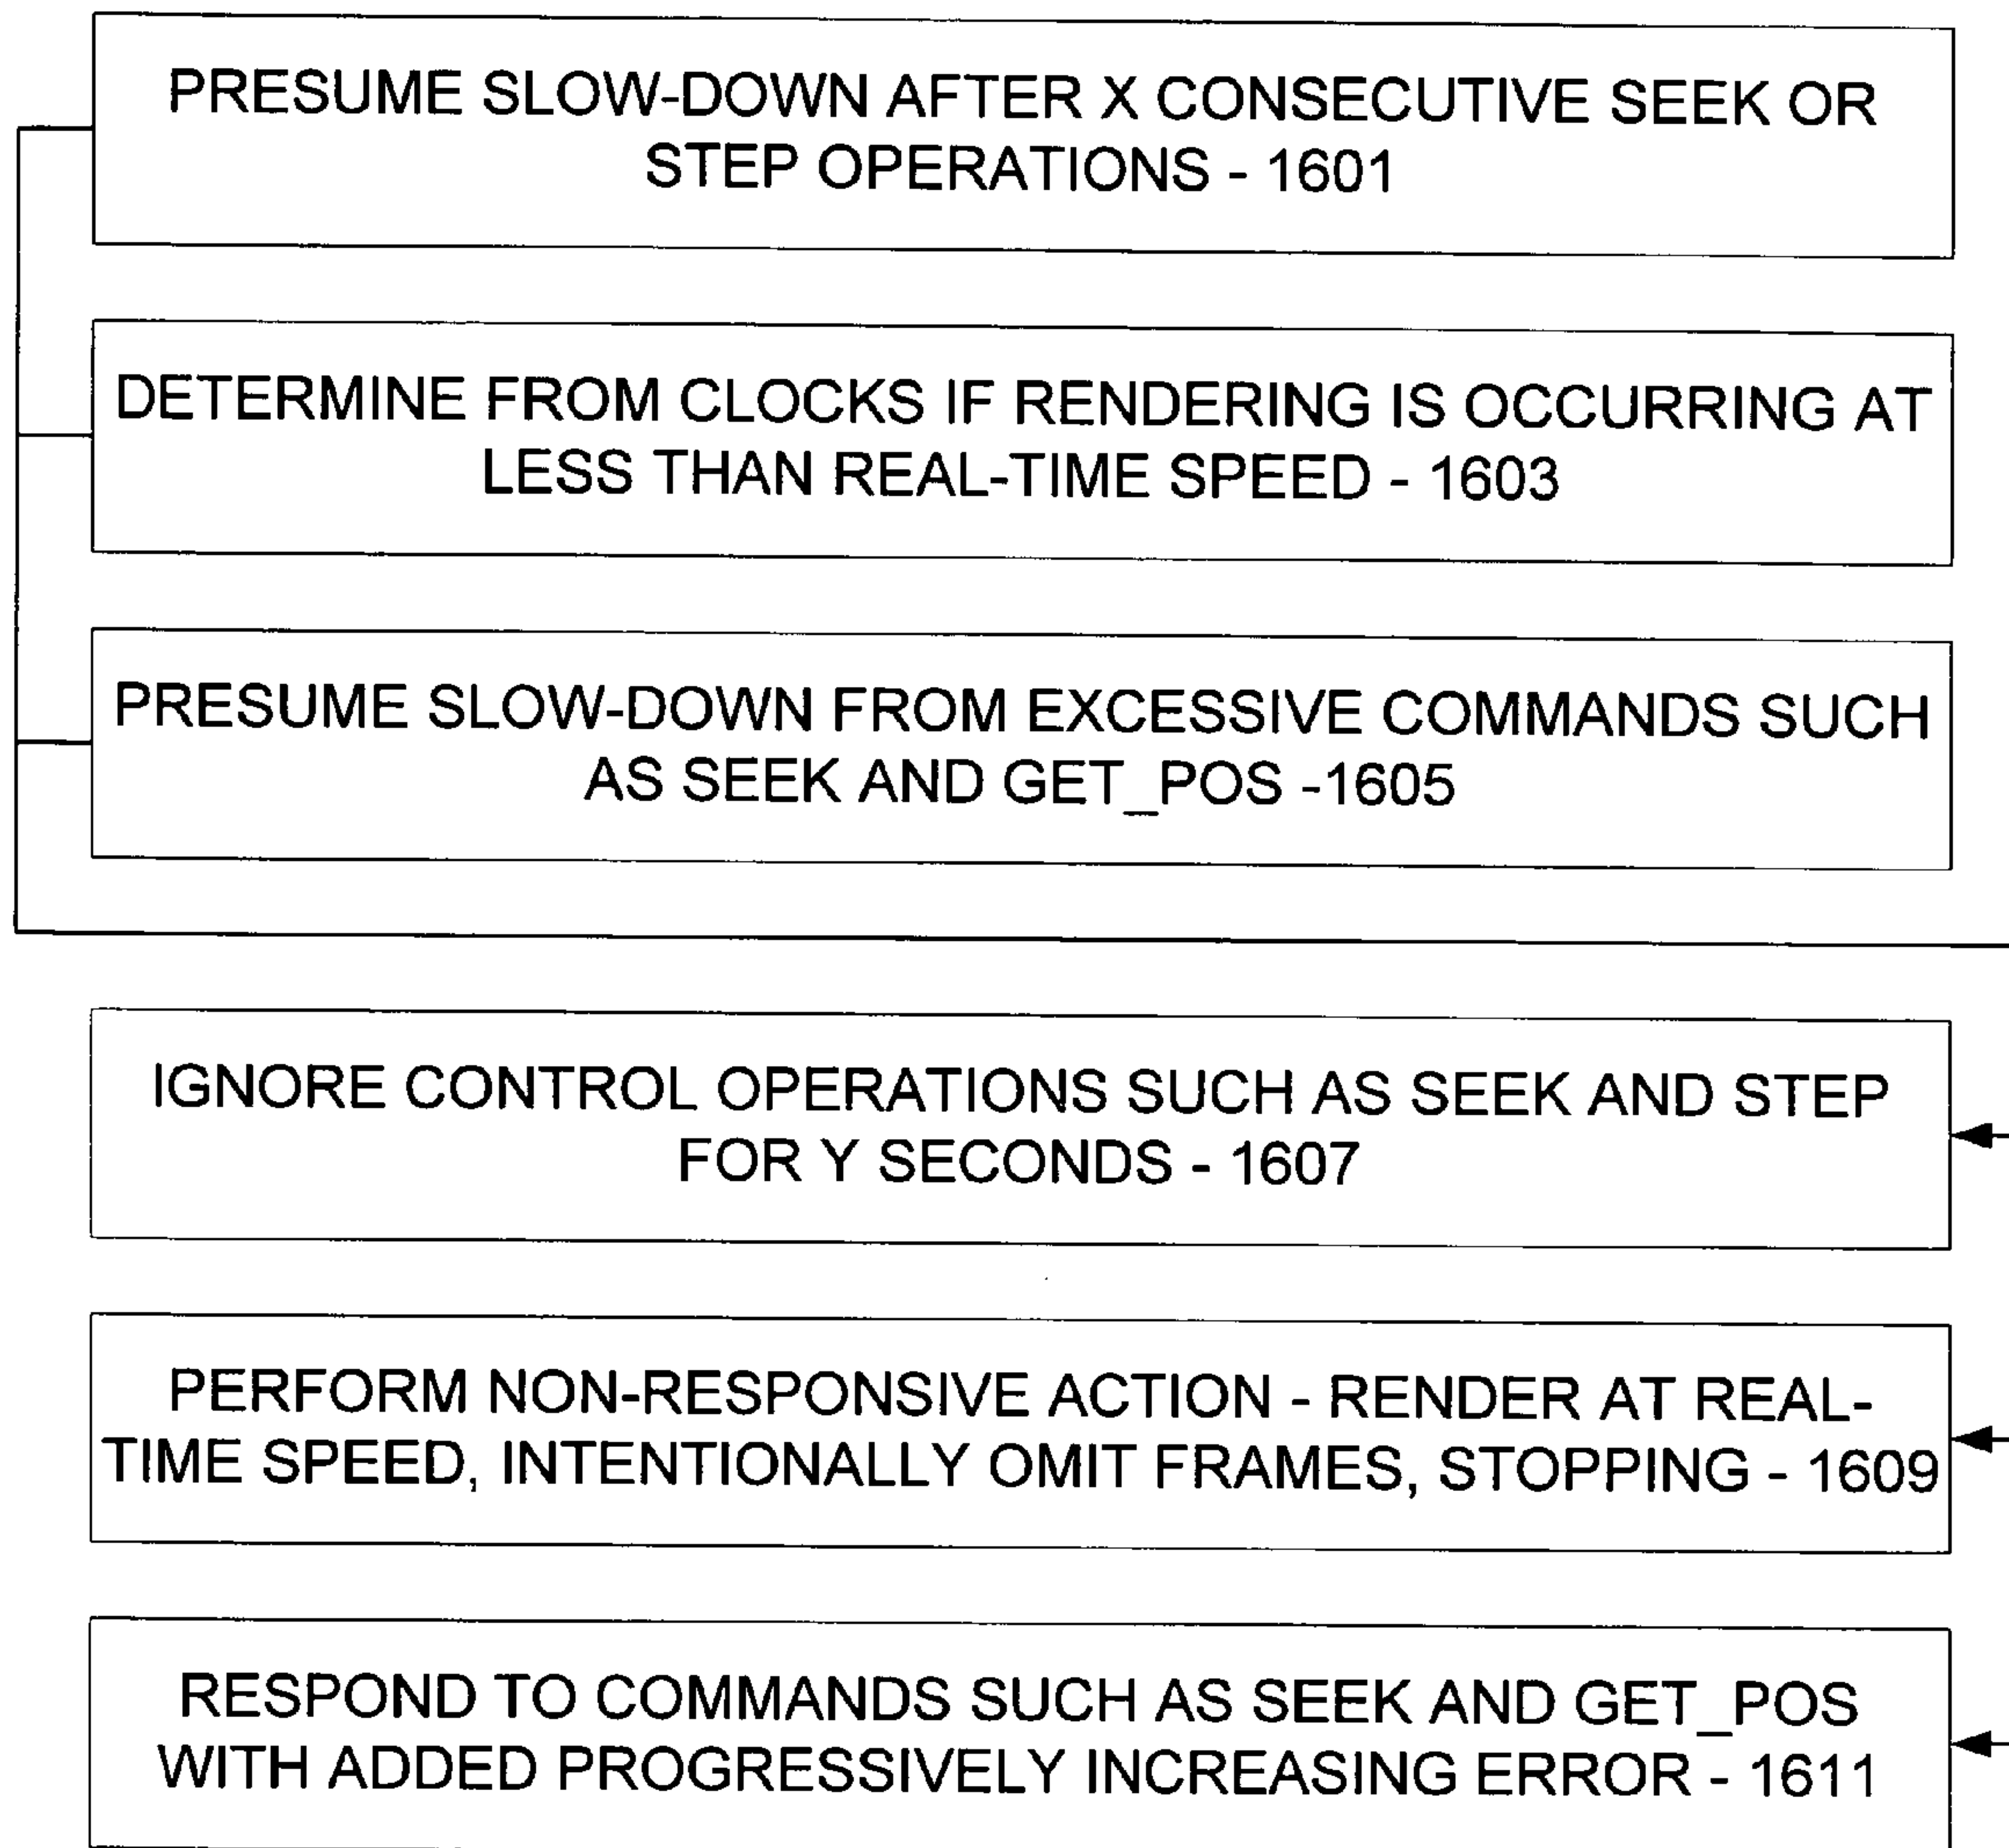 PRESUME SLOW-DOWN AFTER X CONSECUTIVE SEEK OR
STEP OPERATIONS - 1601
DETERMINE FROM CLOCKS IF RENDERING IS OCCURRING AT
LESS THAN REAL-TIME SPEED - 1603
PRESUME SLOW-DOWN FROM EXCESSIVE COMMANDS SUCH
AS SEEK AND GET_POS -1605
IGNORE CONTROL OPERATIONS SUCH AS SEEK AND STEP
FOR Y SECONDS - 1607
PERFORM NON-RESPONSIVE ACTION - RENDER AT REAL-
TIME SPEED, INTENTIONALLY OMIT FRAMES, STOPPING - 1609
RESPOND TO COMMANDS SUCH AS SEEK AND GET_POS
WITH ADDED PROGRESSIVELY INCREASING ERROR - 1611